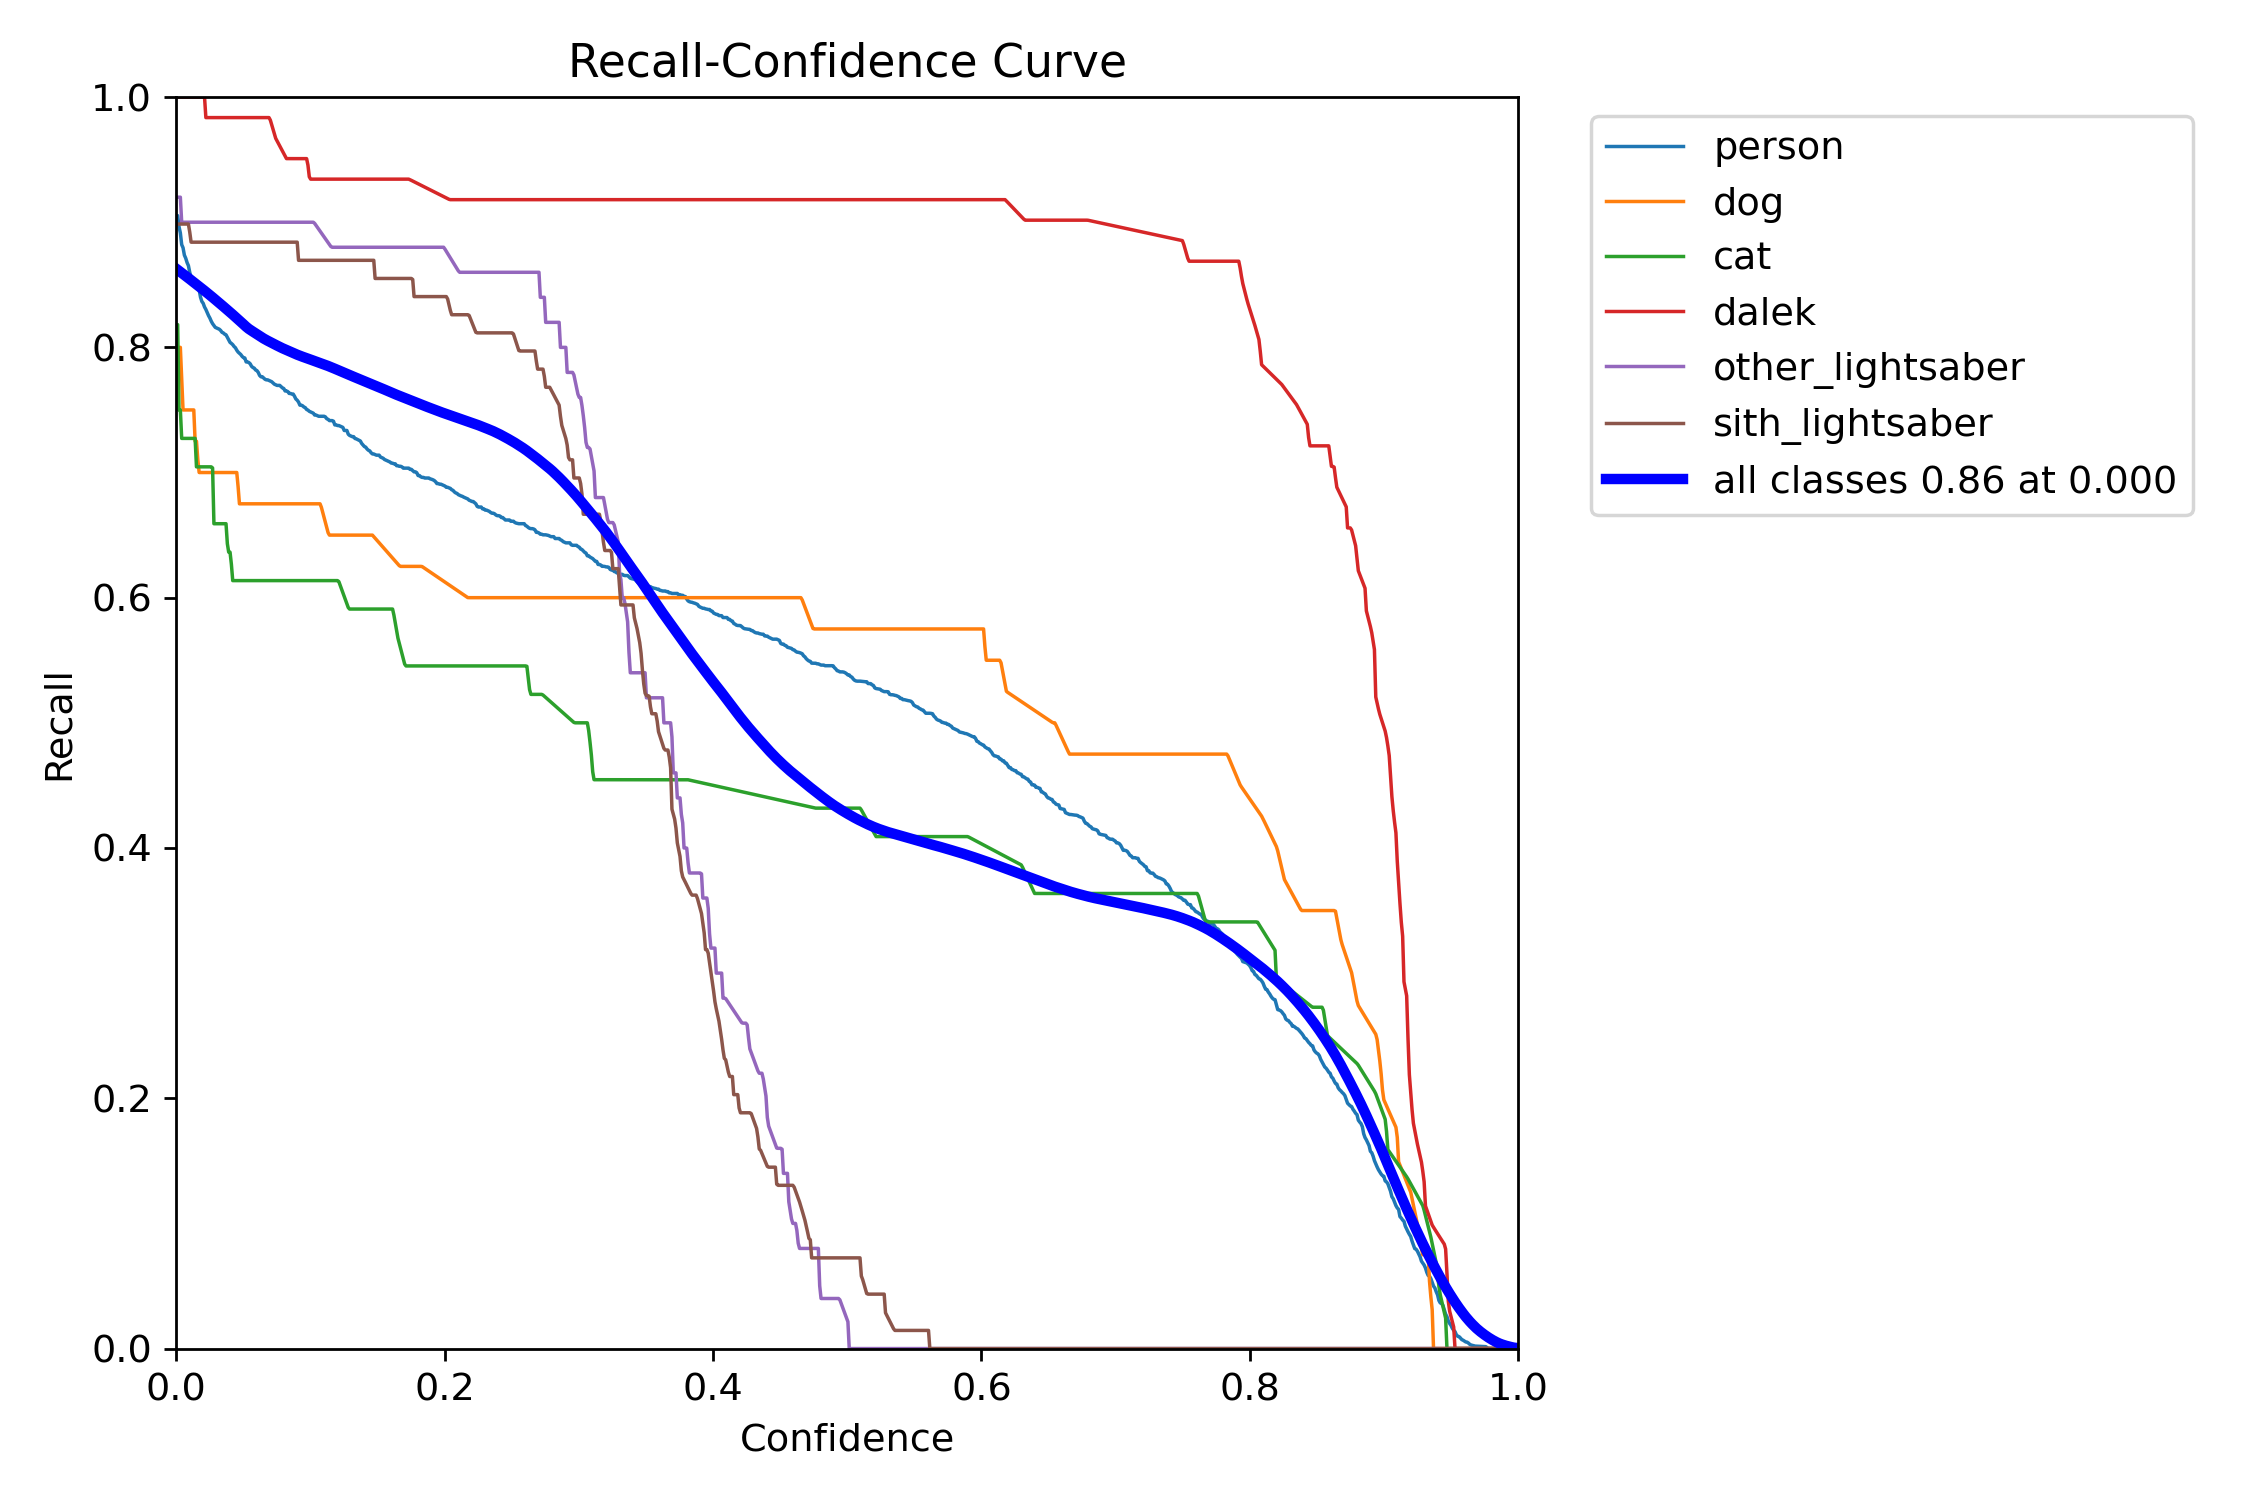 Recall-Confidence Curve
1.0
0.8
0.6
0.4
0.2
0.0
Recall
0.0 0.2 0.4 0.6 0.8 1.0
Confidence
person
dog
cat
dalek
other_lightsaber
sith_lightsaber
all classes 0.86 at 0.000